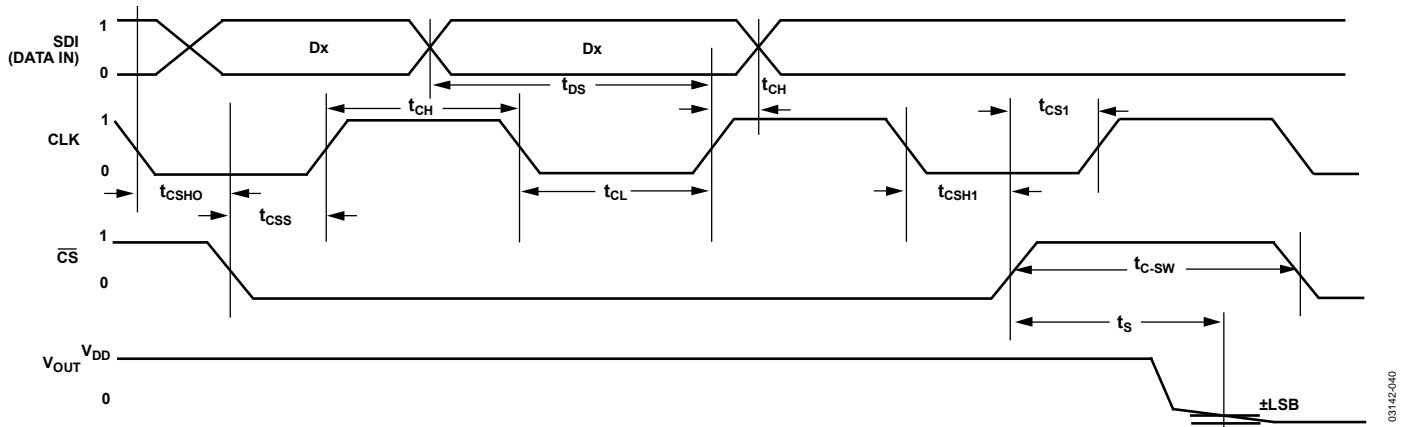 SDI
(DATA IN)
1
0
Dx
Dx
tDS
tCH
CLK
1
0
tCH
tCS1
tCSHO
tCSS
tCL
tCSH1
CS
1
0
tC-SW
tS
VOUT
VDD
0
±LSB
03142-040